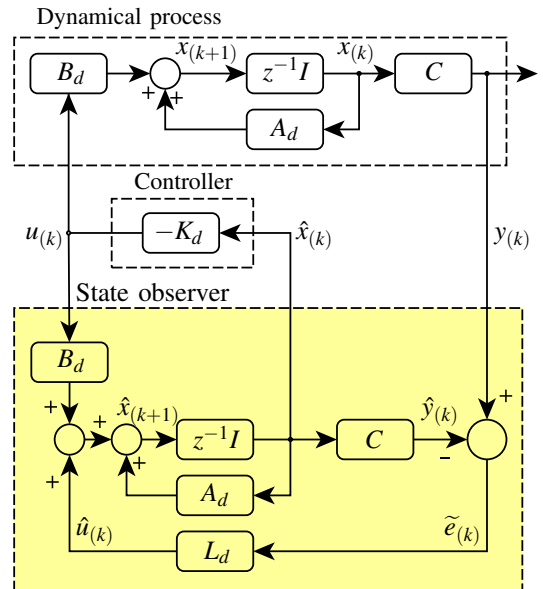 Dynamical process
x_{(k+1)} x_{(k)}
B_d z^{-1}I C
+ +
A_d
Controller
u_{(k)} −K_d x̂_{(k)} y_{(k)}
State observer
B_d
+ + x̂_{(k+1)} ŷ_{(k)} +
z^{-1}I C
+ + −
A_d
û_{(k)} ẽ_{(k)}
L_d